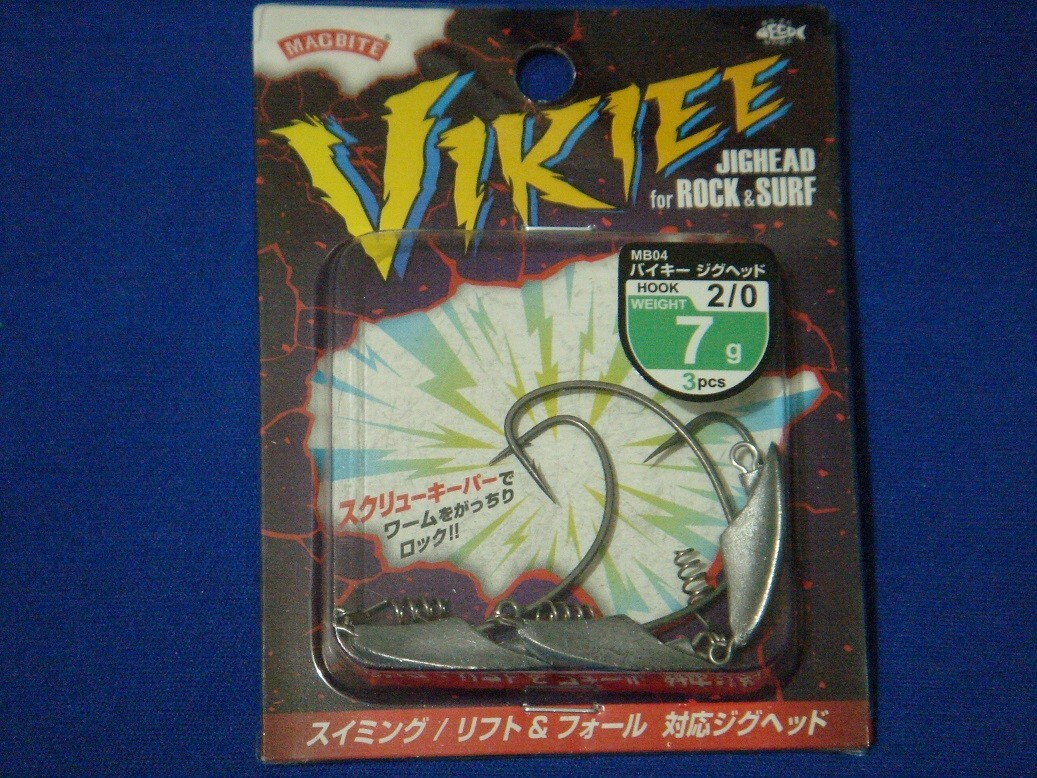 MAGBITE
VIKIEE
JIGHEAD
for ROCK & SURF
MB04
バイキー ジグヘッド
HOOK 2/0
WEIGHT
7 g
3pcs
スクリューキーパーで
ワームをがっちり
ロック!!
スイミング / リフト & フォール 対応ジグヘッド